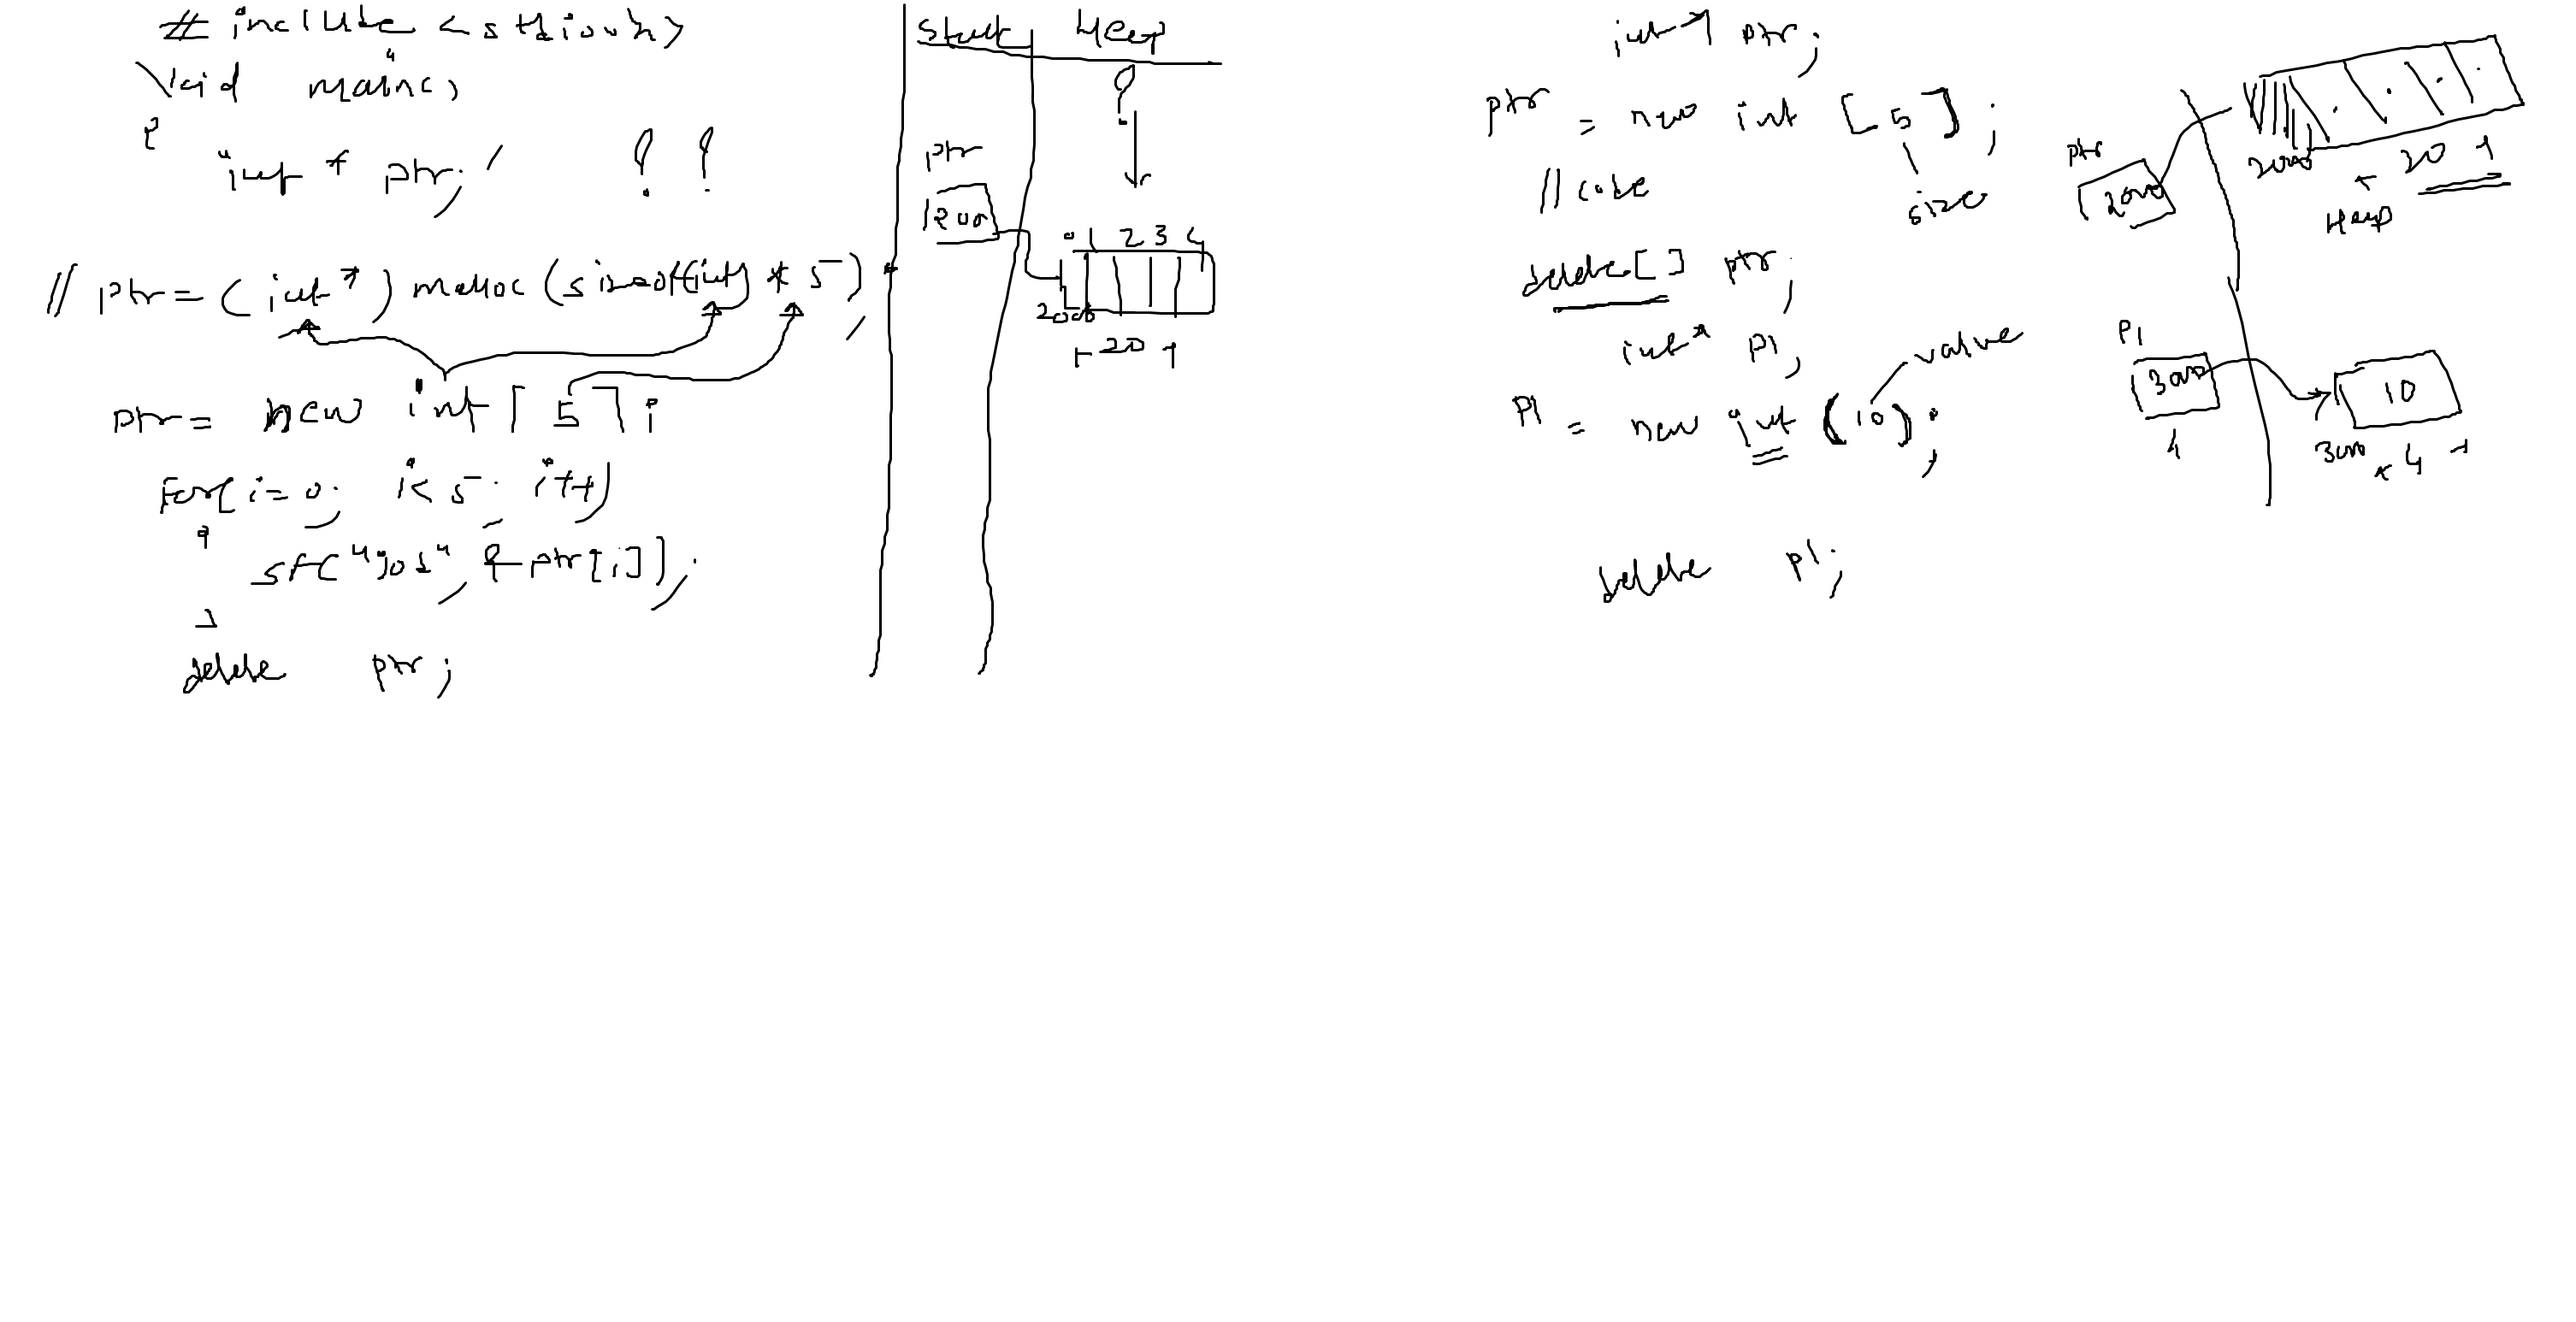 # include <stdio.h>
void main()
{
int * ptr;
? ?
// ptr = (int *) malloc (sizeof(int) * 5);
ptr = new int [ 5 ];
for(i=0; i<5; i++)
{
sf("%d", &ptr[i]);
}
delete ptr;
stack Heap
?
ptr
200
0 1 2 3 4
2000
20
int* ptr;
ptr = new int [ 5 ];
size
// code
delete[] ptr;
int* p1;
value
p1 = new int (10);
delete p1;
ptr
2000
2000
20
Heap
P1
3000
10
4
3000
4